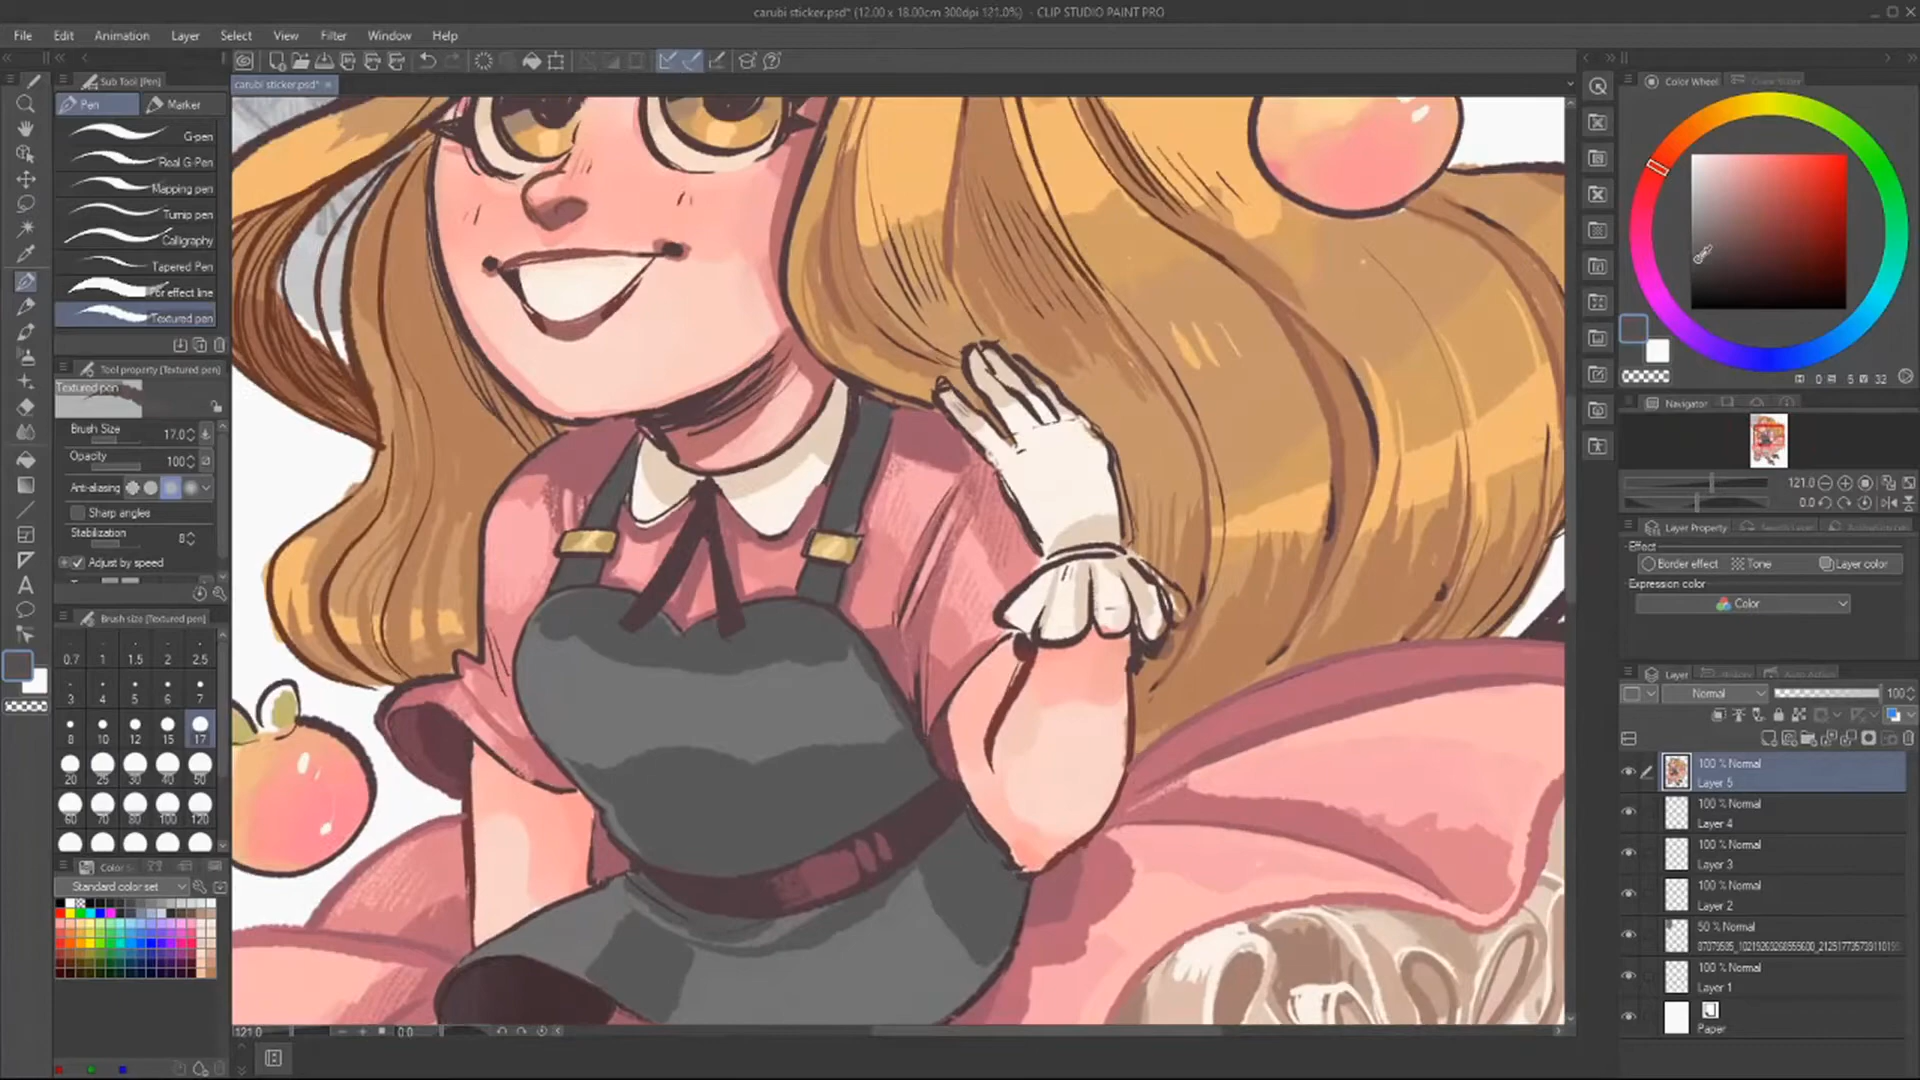 carubi sticker.psd* (12.00 x 18.00cm 300dpi 121.0%) - CLIP STUDIO PAINT PRO
File Edit Animation Layer Select View Filter Window Help
Sub Tool [Pen]
carubi sticker.psd*
Color Wheel
Pen Marker
G-pen
Real G-Pen
Mapping pen
Turnip pen
Calligraphy
Tapered Pen
For effect line
Textured pen
Tool property [Textured pen]
Textured pen
Brush Size 17.0
Opacity 100
Anti-aliasing
Sharp angles
Stabilization 8
Adjust by speed
Brush size [Textured pen]
0.7 1 1.5 2 2.5
3 4 5 6 7
8 10 12 15 17
20 25 30 40 50
60 70 80 100 120
Standard color set
121.0 0.0
0 5 32
Navigator
121.0
0.0
Layer Property
Effect
Border effect Tone Layer color
Expression color
Color
Layer
Normal 100
100 % Normal
Layer 5
100 % Normal
Layer 4
100 % Normal
Layer 3
100 % Normal
Layer 2
50 % Normal
100 % Normal
Layer 1
Paper